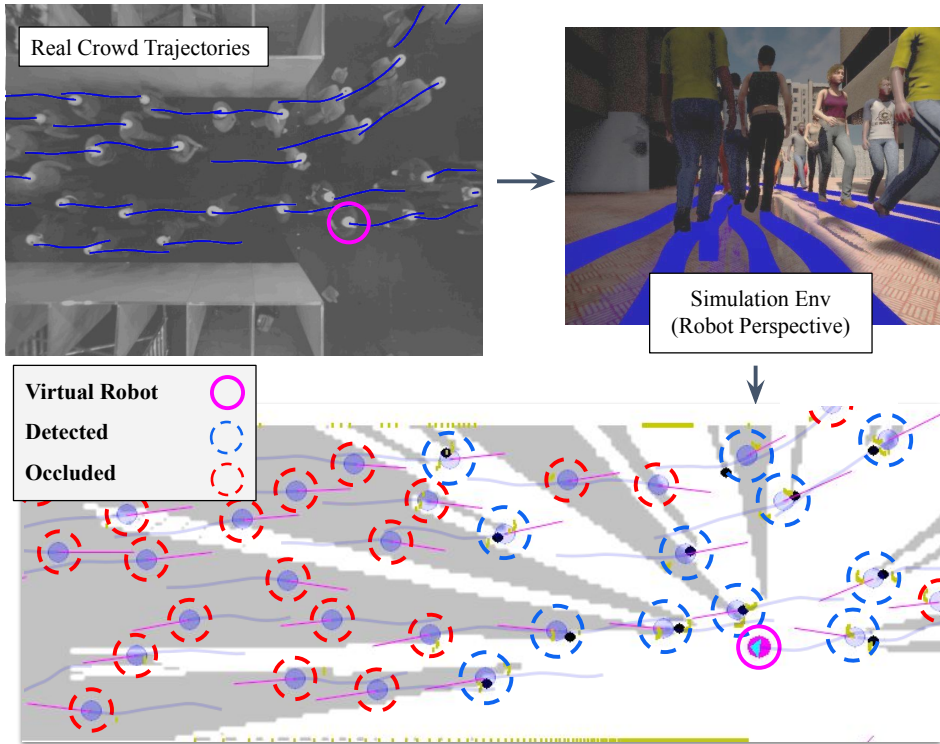 Real Crowd Trajectories
Simulation Env
(Robot Perspective)
Virtual Robot
Detected
Occluded